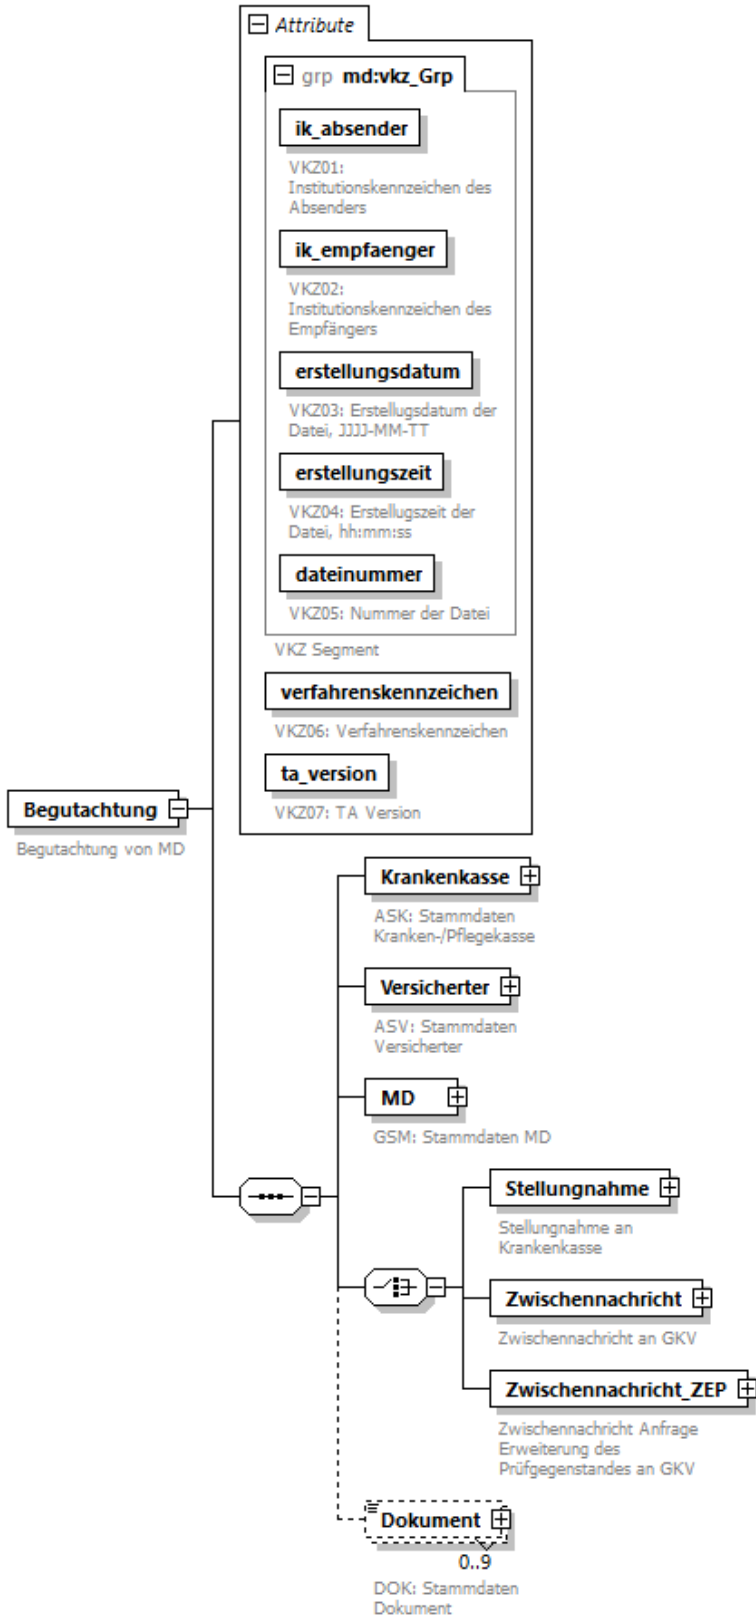 Attribute
grp md:vkz_Grp
ik_absender
VKZ01:
Institutionskennzeichen des
Absenders
ik_empfaenger
VKZ02:
Institutionskennzeichen des
Empfängers
erstellungsdatum
VKZ03: Erstellugsdatum der
Datei, JJJJ-MM-TT
erstellungszeit
VKZ04: Erstellugszeit der
Datei, hh:mm:ss
dateinummer
VKZ05: Nummer der Datei
VKZ Segment
verfahrenskennzeichen
VKZ06: Verfahrenskennzeichen
ta_version
VKZ07: TA Version
Begutachtung
Begutachtung von MD
Krankenkasse
ASK: Stammdaten
Kranken-/Pflegekasse
Versicherter
ASV: Stammdaten
Versicherter
MD
GSM: Stammdaten MD
Stellungnahme
Stellungnahme an
Krankenkasse
Zwischennachricht
Zwischennachricht an GKV
Zwischennachricht_ZEP
Zwischennachricht Anfrage
Erweiterung des
Prüfgegenstandes an GKV
Dokument
0..9
DOK: Stammdaten
Dokument